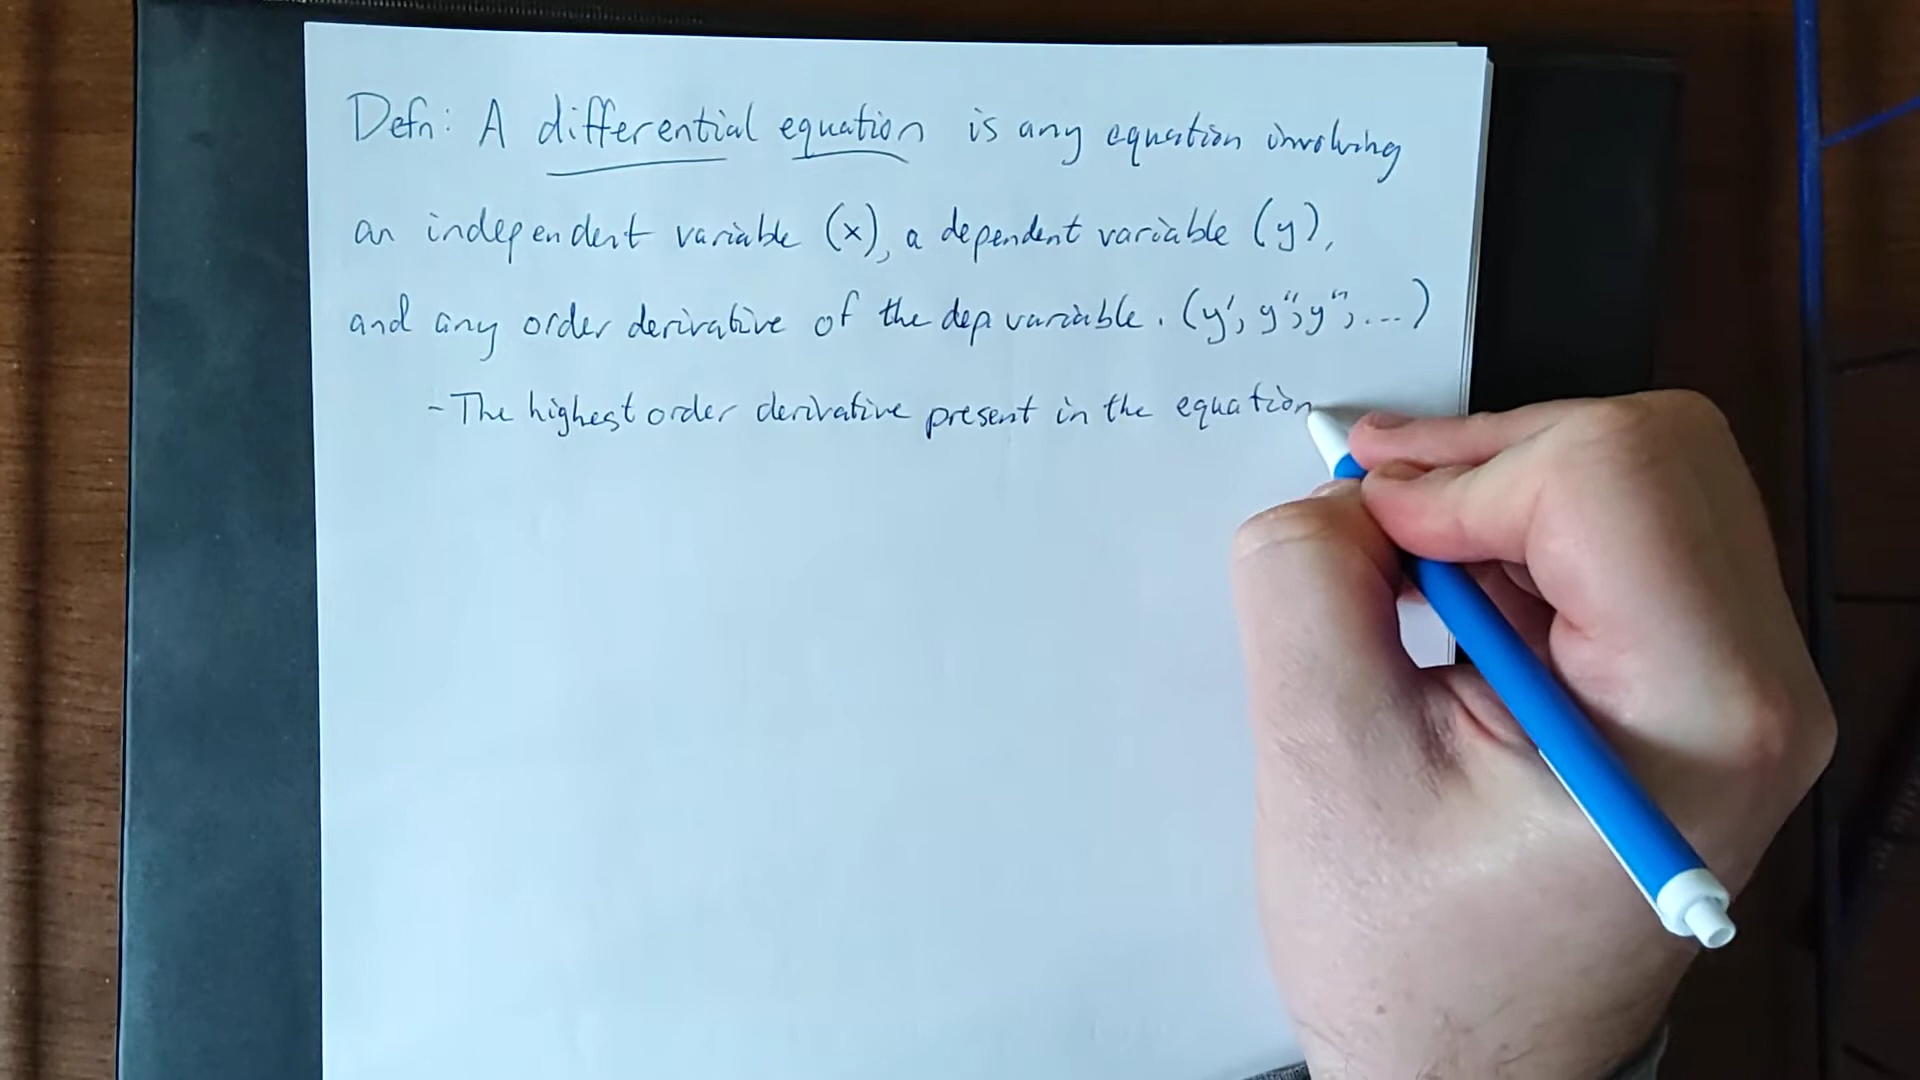 Defn: A differential equation is any equation involving
an independent variable (x), a dependent variable (y),
and any order derivative of the dep variable. (y', y'', y''', ...)
- The highest order derivative present in the equation